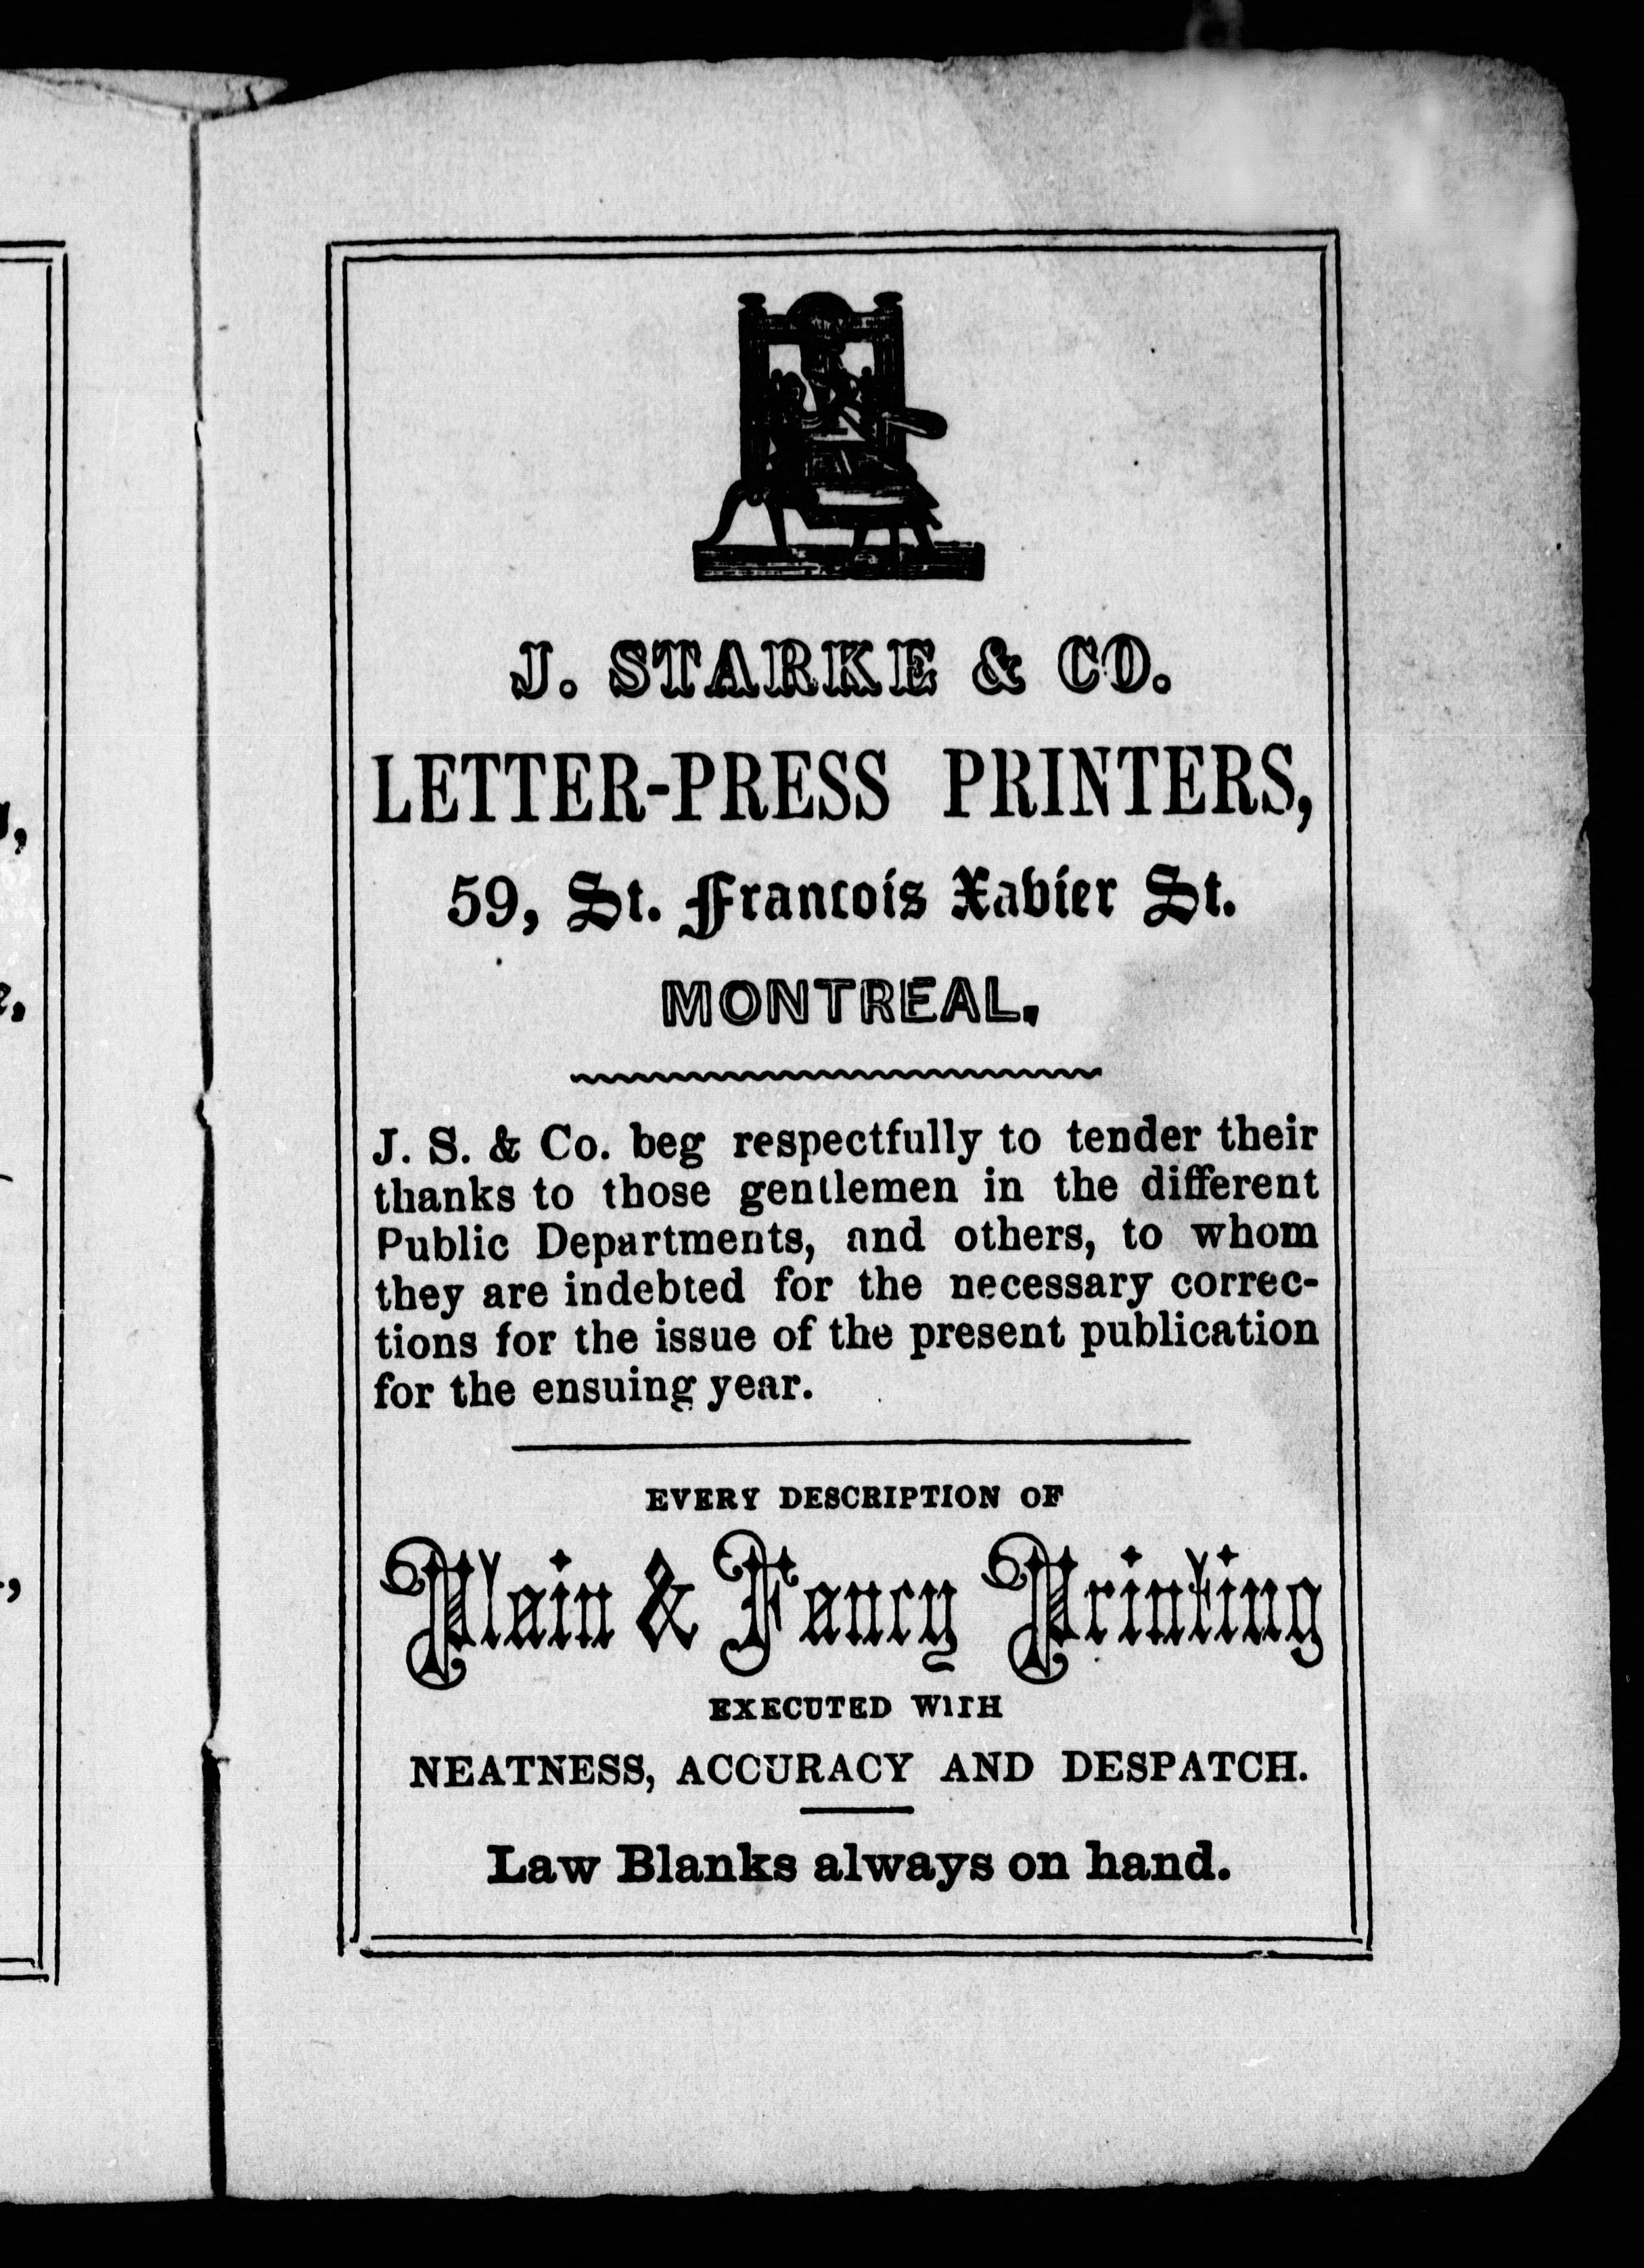 J. STARKE & CO.
LETTER-PRESS PRINTERS,
59, St. Francois Xavier St.
MONTREAL,
J. S. & Co. beg respectfully to tender their
thanks to those gentlemen in the different
Public Departments, and others, to whom
they are indebted for the necessary correc-
tions for the issue of the present publication
for the ensuing year.
EVERY DESCRIPTION OF
Plain & Fancy Printing
EXECUTED WITH
NEATNESS, ACCURACY AND DESPATCH.
Law Blanks always on hand.